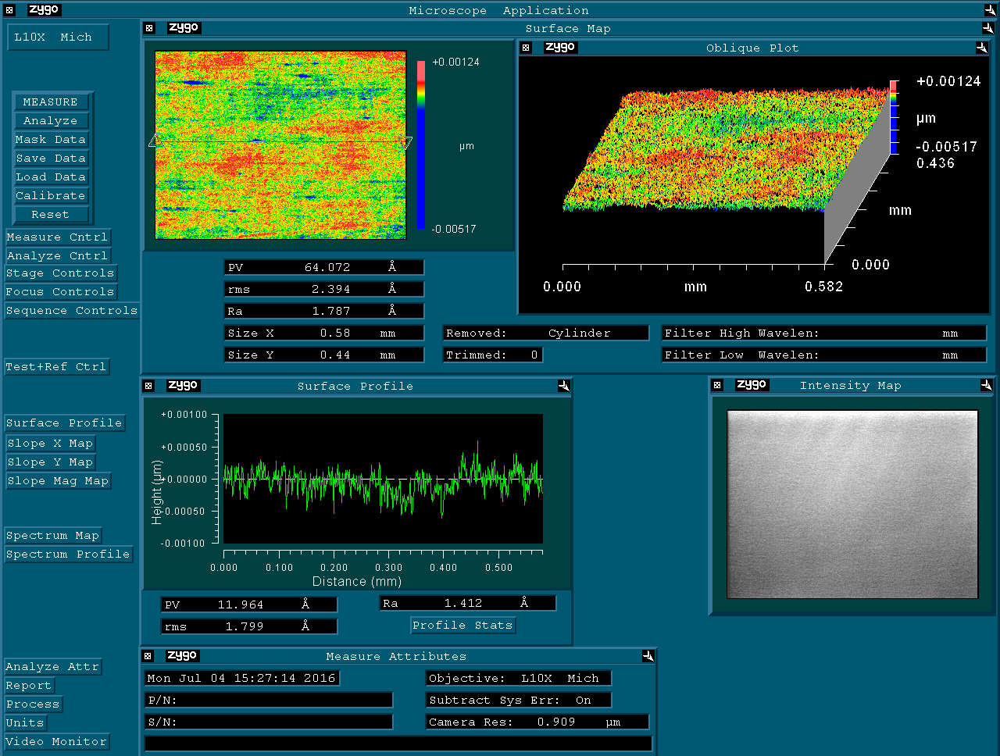 zygo Microscope Application
L10X Mich
MEASURE
Analyze
Mask Data
Save Data
Load Data
Calibrate
Reset
Measure Cntrl
Analyze Cntrl
Stage Controls
Focus Controls
Sequence Controls
Test+Ref Ctrl
Surface Profile
Slope X Map
Slope Y Map
Slope Mag Map
Spectrum Map
Spectrum Profile
Analyze Attr
Report
Process
Units
Video Monitor
zygo Surface Map
+0.00124
µm
-0.00517
zygo Oblique Plot
+0.00124
µm
-0.00517
0.436
mm
0.000
0.000 mm 0.582
PV 64.072 Å
rms 2.394 Å
Ra 1.787 Å
Size X 0.58 mm
Size Y 0.44 mm
Removed: Cylinder
Trimmed: 0
Filter High Wavelen: mm
Filter Low Wavelen: mm
zygo Surface Profile
+0.00100
+0.00050
+0.00000
-0.00050
-0.00100
Height (µm)
0.000 0.100 0.200 0.300 0.400 0.500
Distance (mm)
PV 11.964 Å
rms 1.799 Å
Ra 1.412 Å
Profile Stats
zygo Intensity Map
zygo Measure Attributes
Mon Jul 04 15:27:14 2016
P/N:
S/N:
Objective: L10X Mich
Subtract Sys Err: On
Camera Res: 0.909 µm